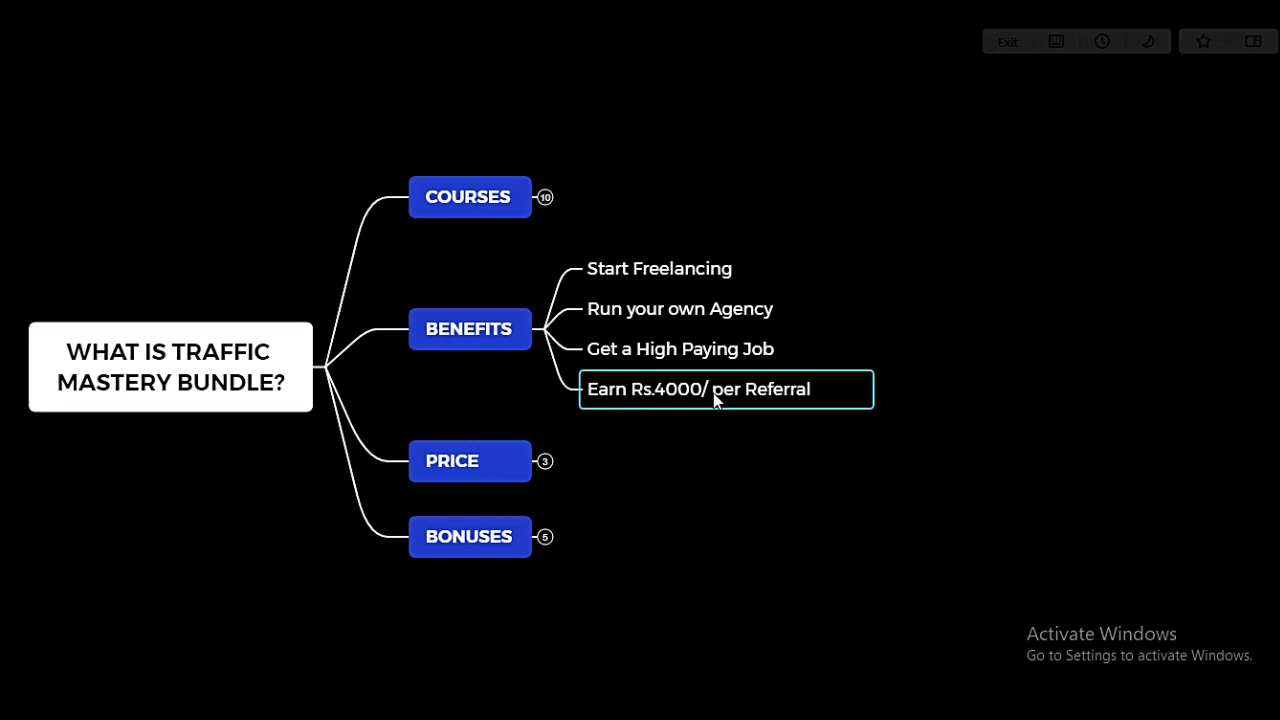 Exit
COURSES 10
Start Freelancing
Run your own Agency
BENEFITS
WHAT IS TRAFFIC
MASTERY BUNDLE?
Get a High Paying Job
Earn Rs.4000/ per Referral
PRICE 3
BONUSES 5
Activate Windows
Go to Settings to activate Windows.